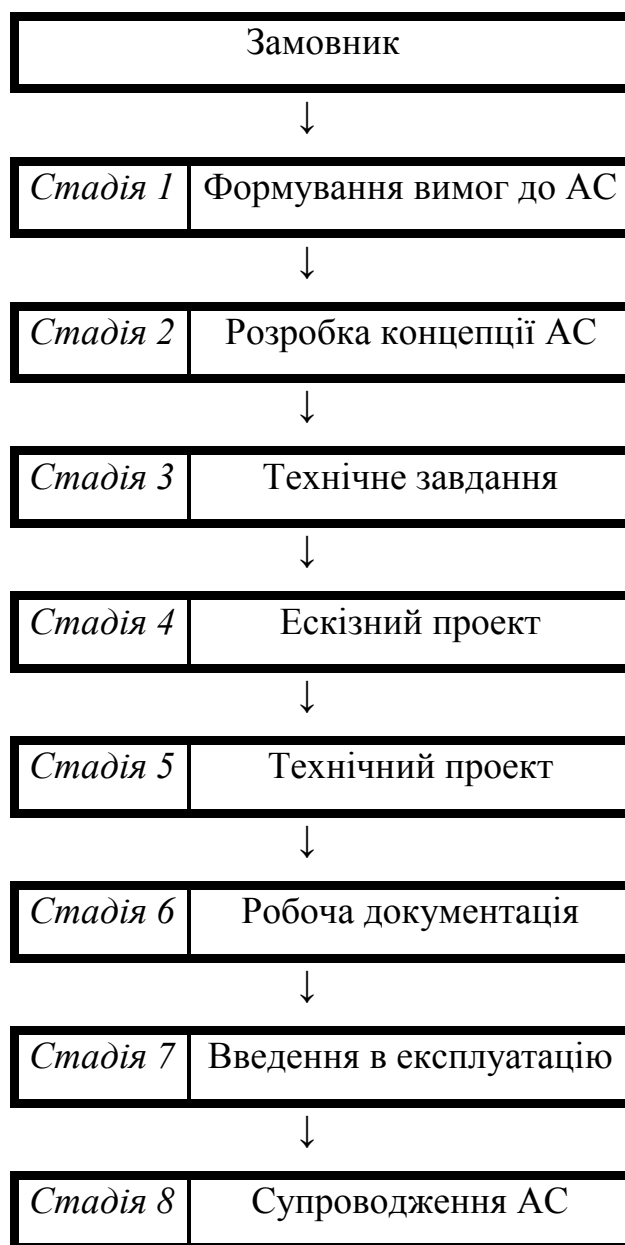 Замовник
↓
Стадія 1 Формування вимог до АС
↓
Стадія 2 Розробка концепції АС
↓
Стадія 3 Технічне завдання
↓
Стадія 4 Ескізний проект
↓
Стадія 5 Технічний проект
↓
Стадія 6 Робоча документація
↓
Стадія 7 Введення в експлуатацію
↓
Стадія 8 Супроводження АС